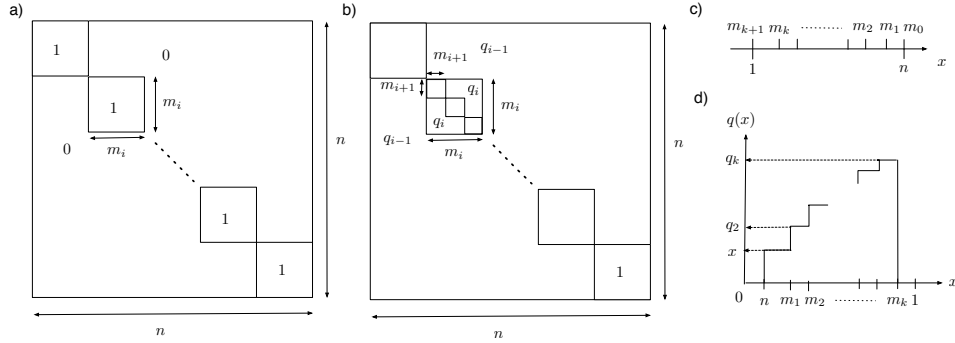 a)
1
0
1
m_i
m_i
0
n
1
1
n
b)
q_{i-1}
m_{i+1}
m_{i+1}
q_i
m_i
q_i
q_{i-1}
m_i
n
1
n
c)
m_{k+1} m_k ........ m_2 m_1 m_0
1 n x
d)
q(x)
q_k
q_2
x
0 n m_1 m_2 ........ m_k 1 x